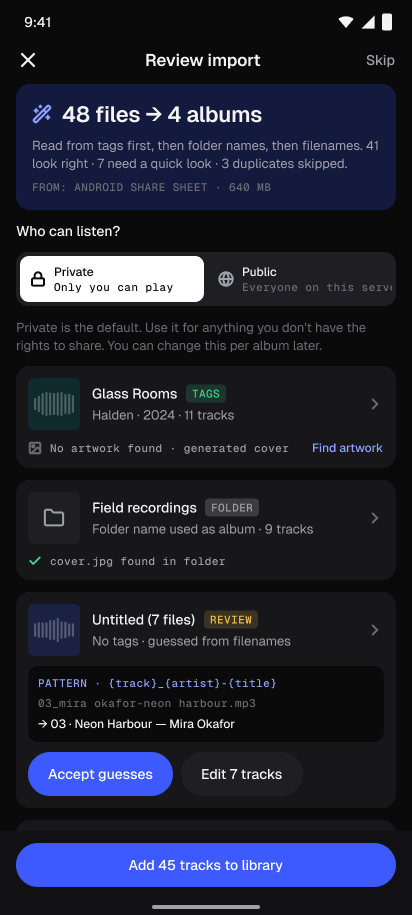 9:41
Review import
Skip
48 files → 4 albums
Read from tags first, then folder names, then filenames. 41
look right · 7 need a quick look · 3 duplicates skipped.
FROM: ANDROID SHARE SHEET · 640 MB
Who can listen?
Private
Only you can play
Public
Everyone on this serve
Private is the default. Use it for anything you don't have the
rights to share. You can change this per album later.
Glass Rooms TAGS
Halden · 2024 · 11 tracks
No artwork found · generated cover
Find artwork
Field recordings FOLDER
Folder name used as album · 9 tracks
cover.jpg found in folder
Untitled (7 files) REVIEW
No tags · guessed from filenames
PATTERN · {track}_{artist}-{title}
03_mira okafor-neon harbour.mp3
→ 03 · Neon Harbour — Mira Okafor
Accept guesses
Edit 7 tracks
Add 45 tracks to library